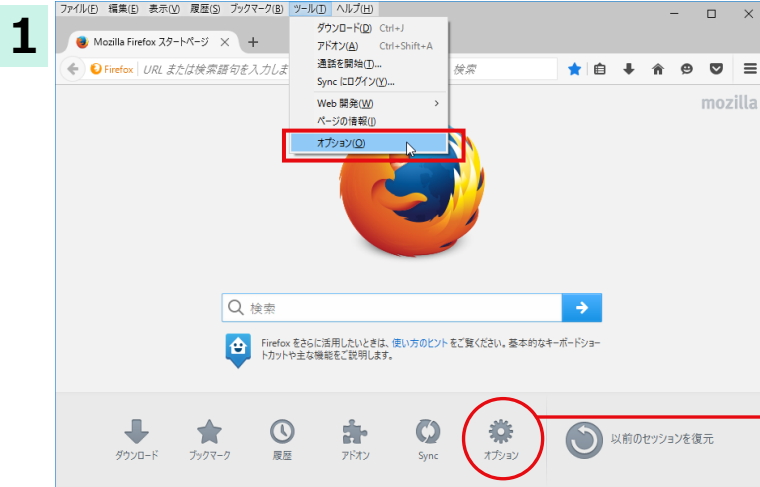 1
ファイル(F) 編集(E) 表示(V) 履歴(S) ブックマーク(B) ツール(T) ヘルプ(H)
Mozilla Firefox スタートページ
ダウンロード(D) Ctrl+J
アドオン(A) Ctrl+Shift+A
通話を開始(T)...
Sync にログイン(Y)...
Web 開発(W)
ページの情報(I)
オプション(O)
Firefox URL または検索語句を入力しま
検索
mozilla
検索
Firefox をさらに活用したいときは、使い方のヒントをご覧ください。基本的なキーボードショー
トカットや主な機能をご説明します。
ダウンロード ブックマーク 履歴 アドオン Sync オプション
以前のセッションを復元